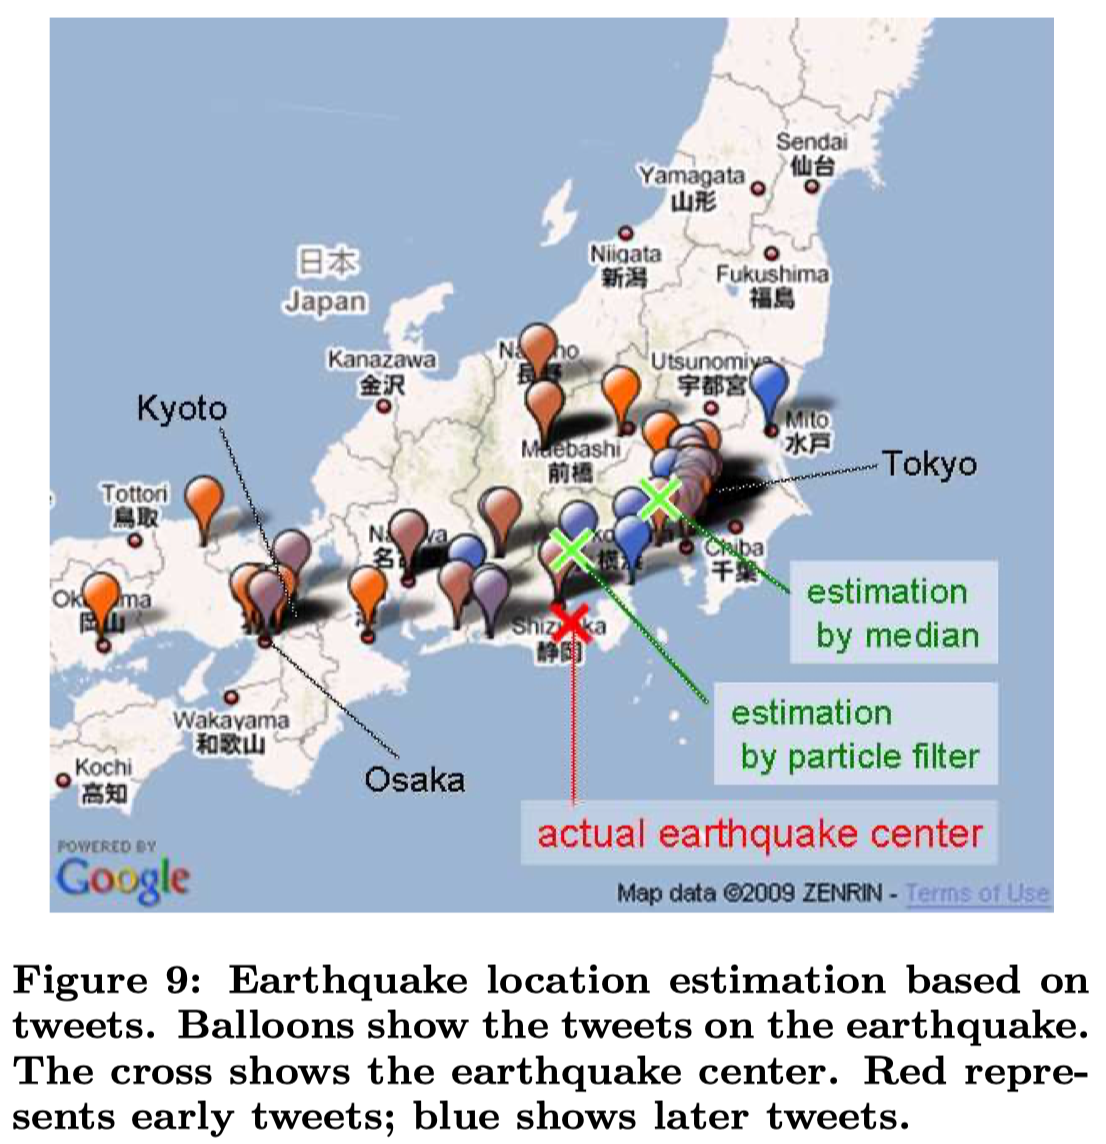 Sendai
仙台
Yamagata
山形
Niigata
新潟
Fukushima
福島
日本
Japan
Kanazawa
金沢
Utsunomiya
宇都宮
Kyoto
Mito
水戸
Maebashi
前橋
Tokyo
Tottori
鳥取
Chiba
千葉
estimation
by median
静岡
estimation
by particle filter
Wakayama
和歌山
Kochi
高知
Osaka
actual earthquake center
POWERED BY
Google
Map data ©2009 ZENRIN - Terms of Use
Figure 9: Earthquake location estimation based on
tweets. Balloons show the tweets on the earthquake.
The cross shows the earthquake center. Red repre-
sents early tweets; blue shows later tweets.